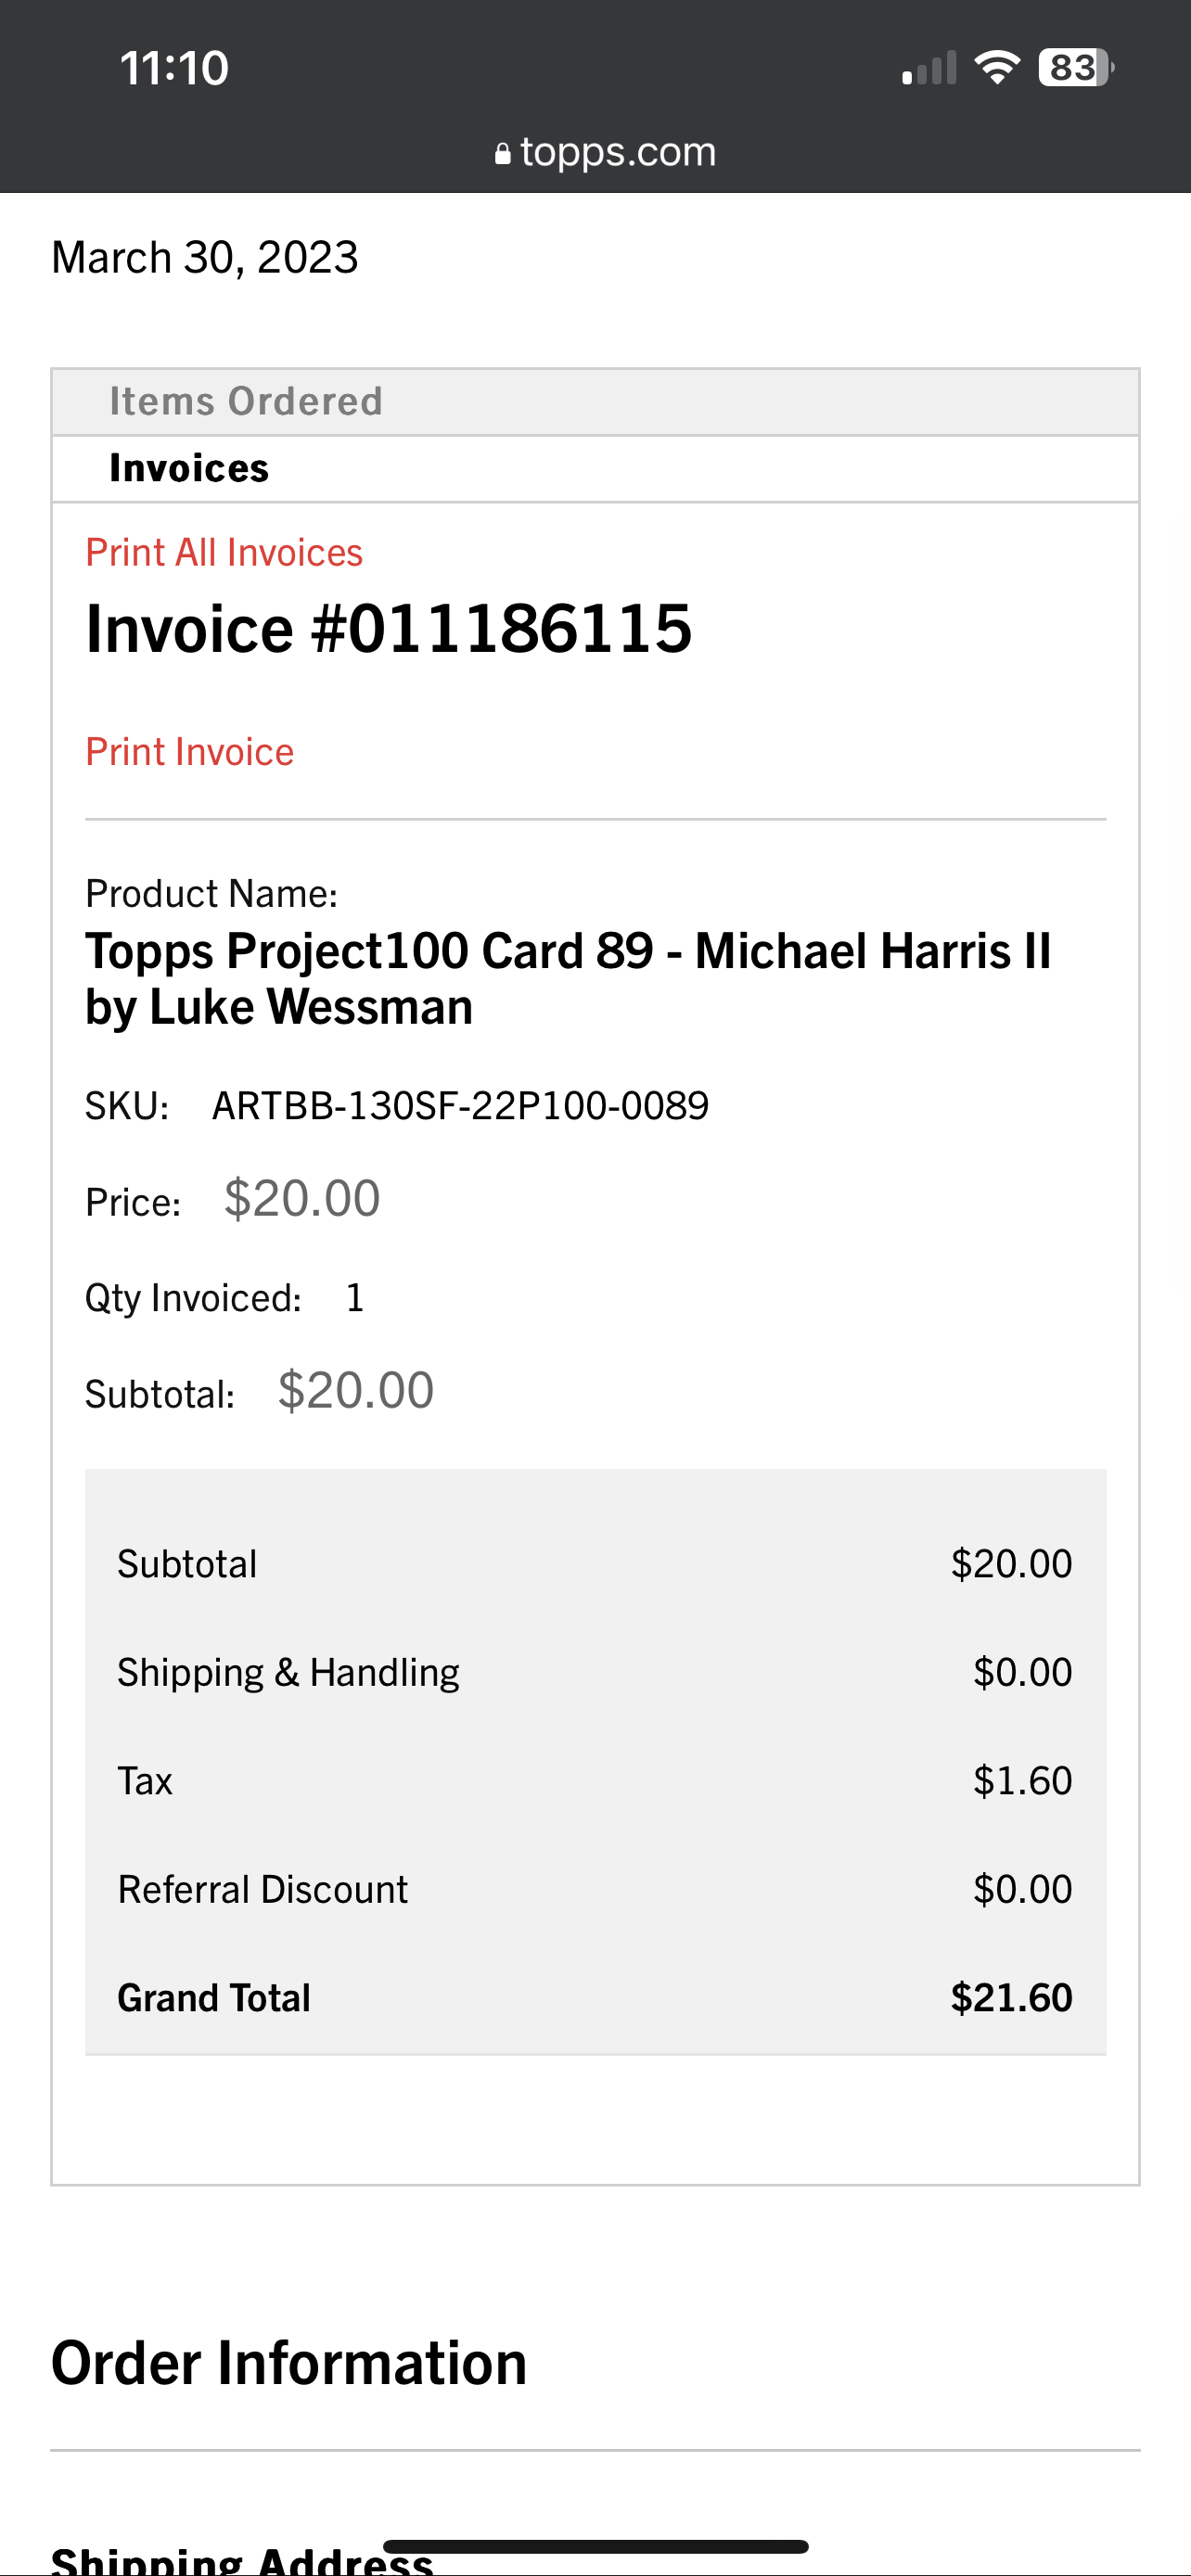 11:10
83
topps.com
March 30, 2023
Items Ordered
Invoices
Print All Invoices
Invoice #011186115
Print Invoice
Product Name:
Topps Project100 Card 89 - Michael Harris II
by Luke Wessman
SKU: ARTBB-130SF-22P100-0089
Price: $20.00
Qty Invoiced: 1
Subtotal: $20.00
Subtotal $20.00
Shipping & Handling $0.00
Tax $1.60
Referral Discount $0.00
Grand Total $21.60
Order Information
Shipping Address